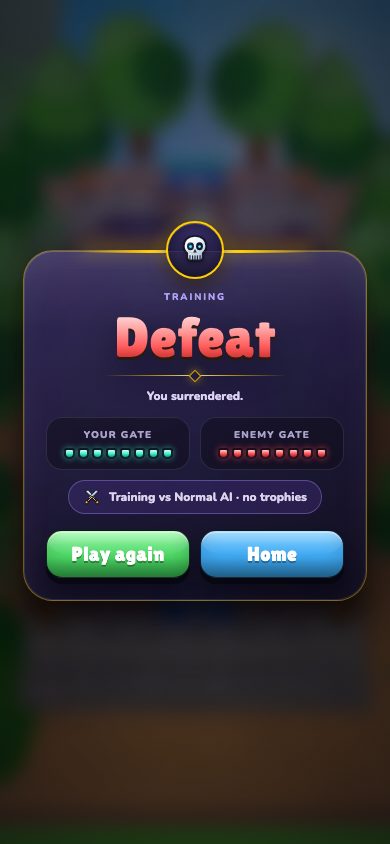 TRAINING
Defeat
You surrendered.
YOUR GATE
ENEMY GATE
Training vs Normal AI · no trophies
Play again
Home